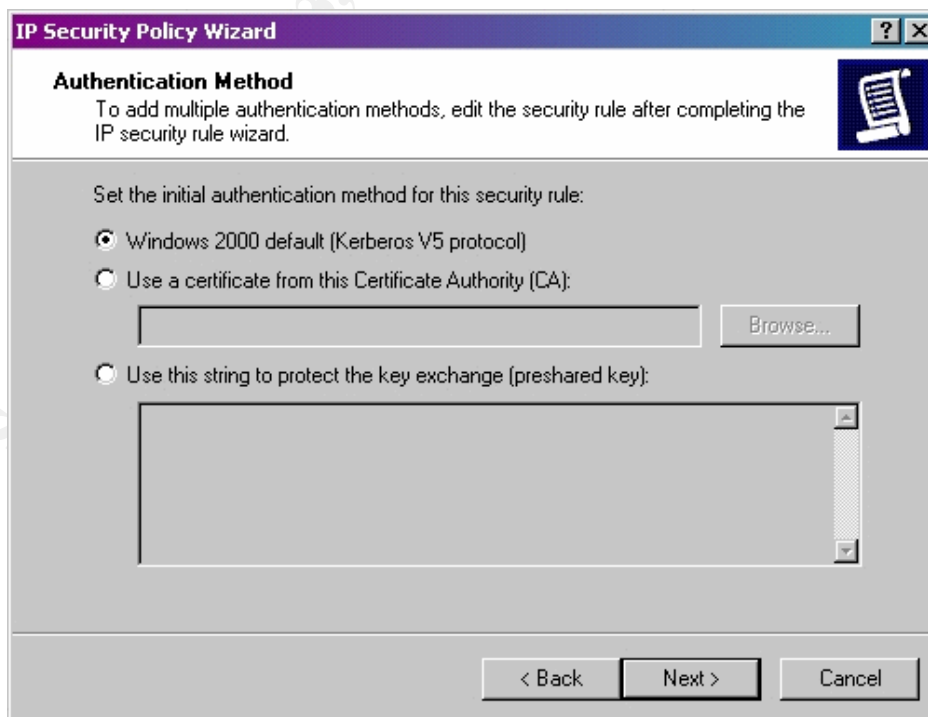 IP Security Policy Wizard
Authentication Method
To add multiple authentication methods, edit the security rule after completing the
IP security rule wizard.
Set the initial authentication method for this security rule:
Windows 2000 default (Kerberos V5 protocol)
Use a certificate from this Certificate Authority (CA):
Browse...
Use this string to protect the key exchange (preshared key):
< Back Next > Cancel